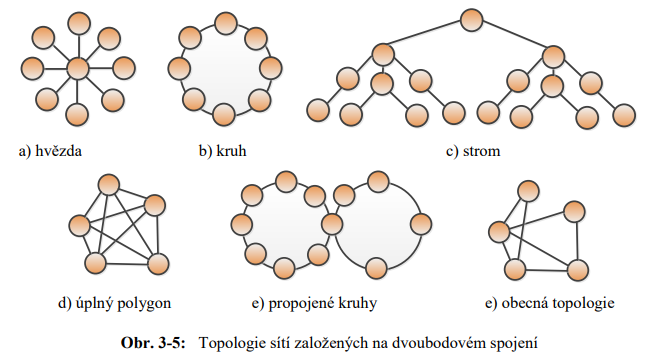 a) hvězda b) kruh c) strom
d) úplný polygon e) propojené kruhy e) obecná topologie
Obr. 3-5: Topologie sítí založených na dvoubodovém spojení